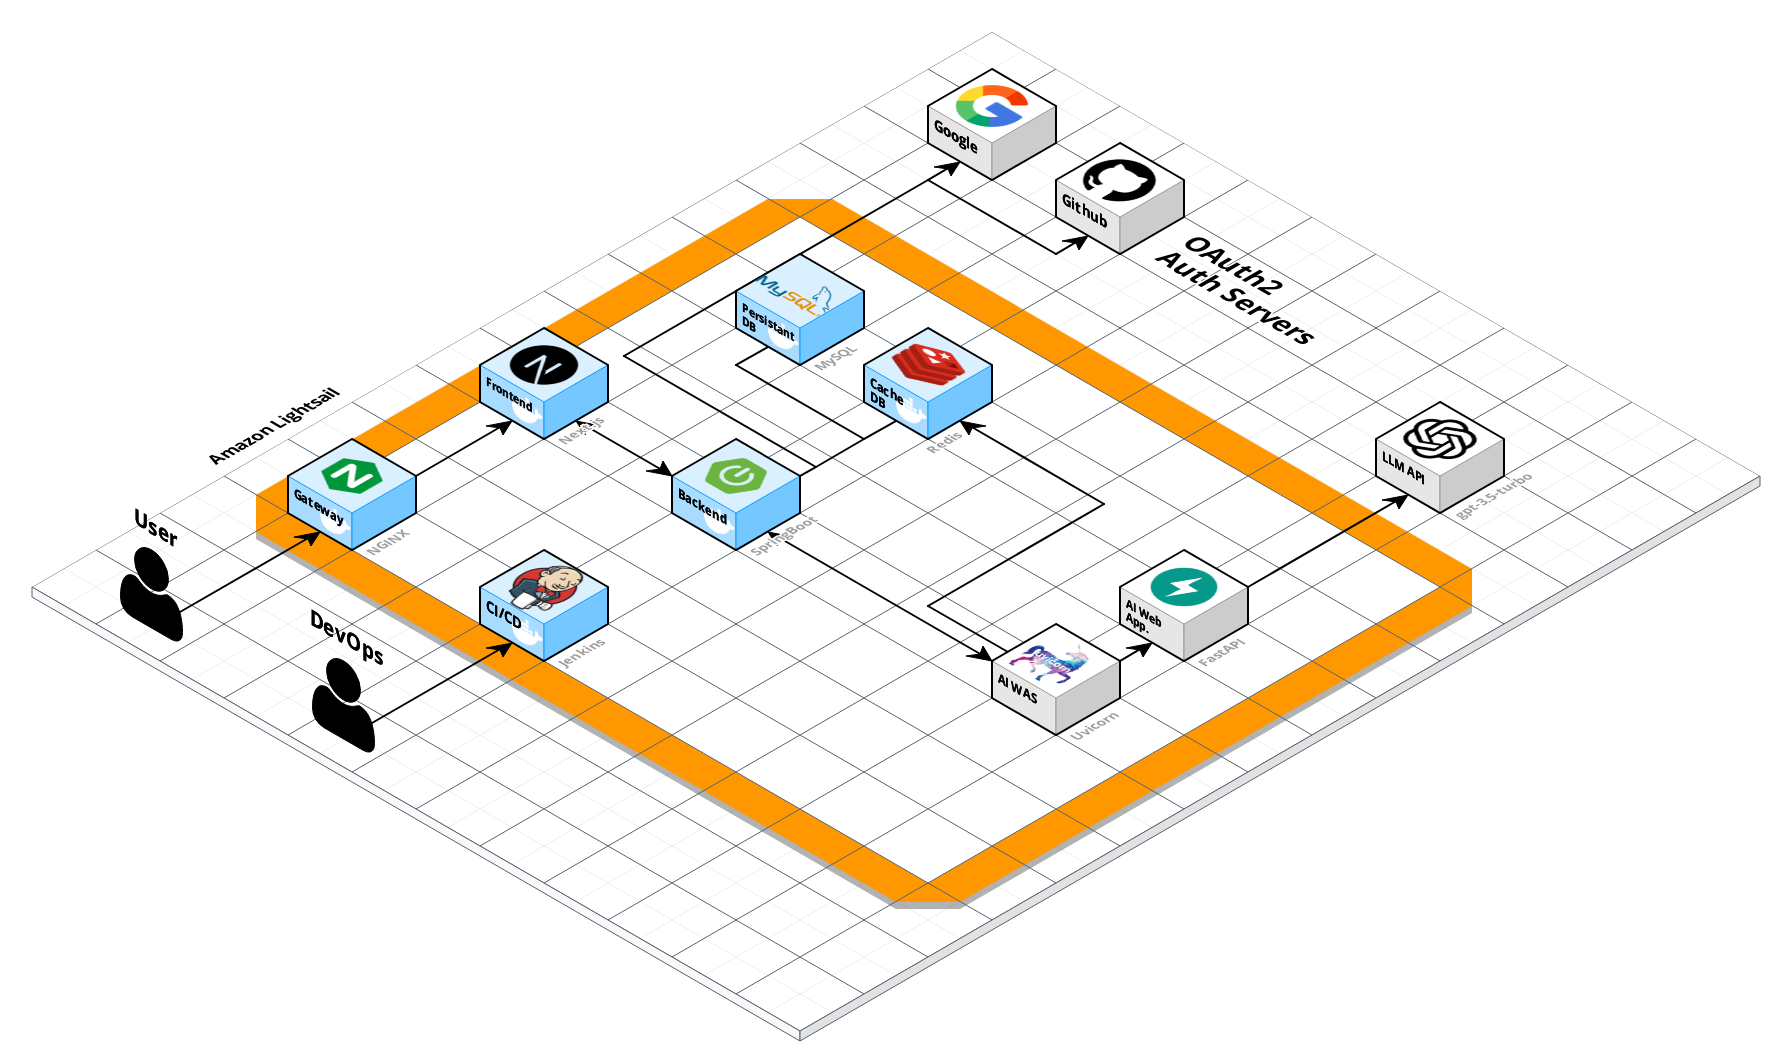 Google
Github
OAuth2
Auth Servers
MySQL
Persistant
DB
MySQL
Cache
DB
Redis
Frontend
Next.js
Amazon Lightsail
Gateway
NGINX
Backend
SpringBoot
LLM API
gpt-3.5-turbo
User
CI/CD
Jenkins
DevOps
AI Web
App.
FastAPI
uvicorn
AI WAS
Uvicorn